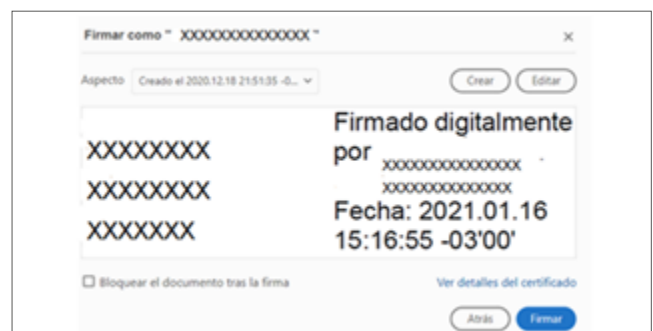 Firmar como " XXXXXXXXXXXXXX "
×
Aspecto Creado el 2020.12.18 21:51:35 -0... Crear Editar
XXXXXXXX
XXXXXXXX
XXXXXXX
Firmado digitalmente
por XXXXXXXXXXXXXXX
XXXXXXXXXXXXXX
Fecha: 2021.01.16
15:16:55 -03'00'
Bloquear el documento tras la firma
Ver detalles del certificado
Atrás Firmar